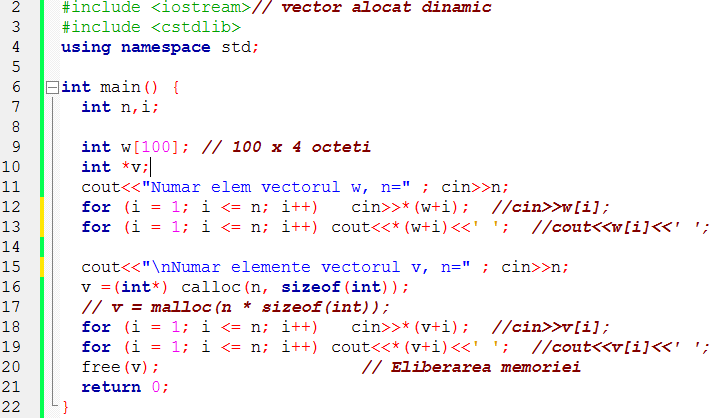 2 #include <iostream>// vector alocat dinamic
3 #include <cstdlib>
4 using namespace std;
5
6 int main() {
7 int n,i;
8
9 int w[100]; // 100 x 4 octeti
10 int *v;
11 cout<<"Numar elem vectorul w, n=" ; cin>>n;
12 for (i = 1; i <= n; i++) cin>>*(w+i); //cin>>w[i];
13 for (i = 1; i <= n; i++) cout<<*(w+i)<<' '; //cout<<w[i]<<' ';
14
15 cout<<"\nNumar elemente vectorul v, n=" ; cin>>n;
16 v =(int*) calloc(n, sizeof(int));
17 // v = malloc(n * sizeof(int));
18 for (i = 1; i <= n; i++) cin>>*(v+i); //cin>>v[i];
19 for (i = 1; i <= n; i++) cout<<*(v+i)<<' '; //cout<<v[i]<<' ';
20 free(v); // Eliberarea memoriei
21 return 0;
22 }